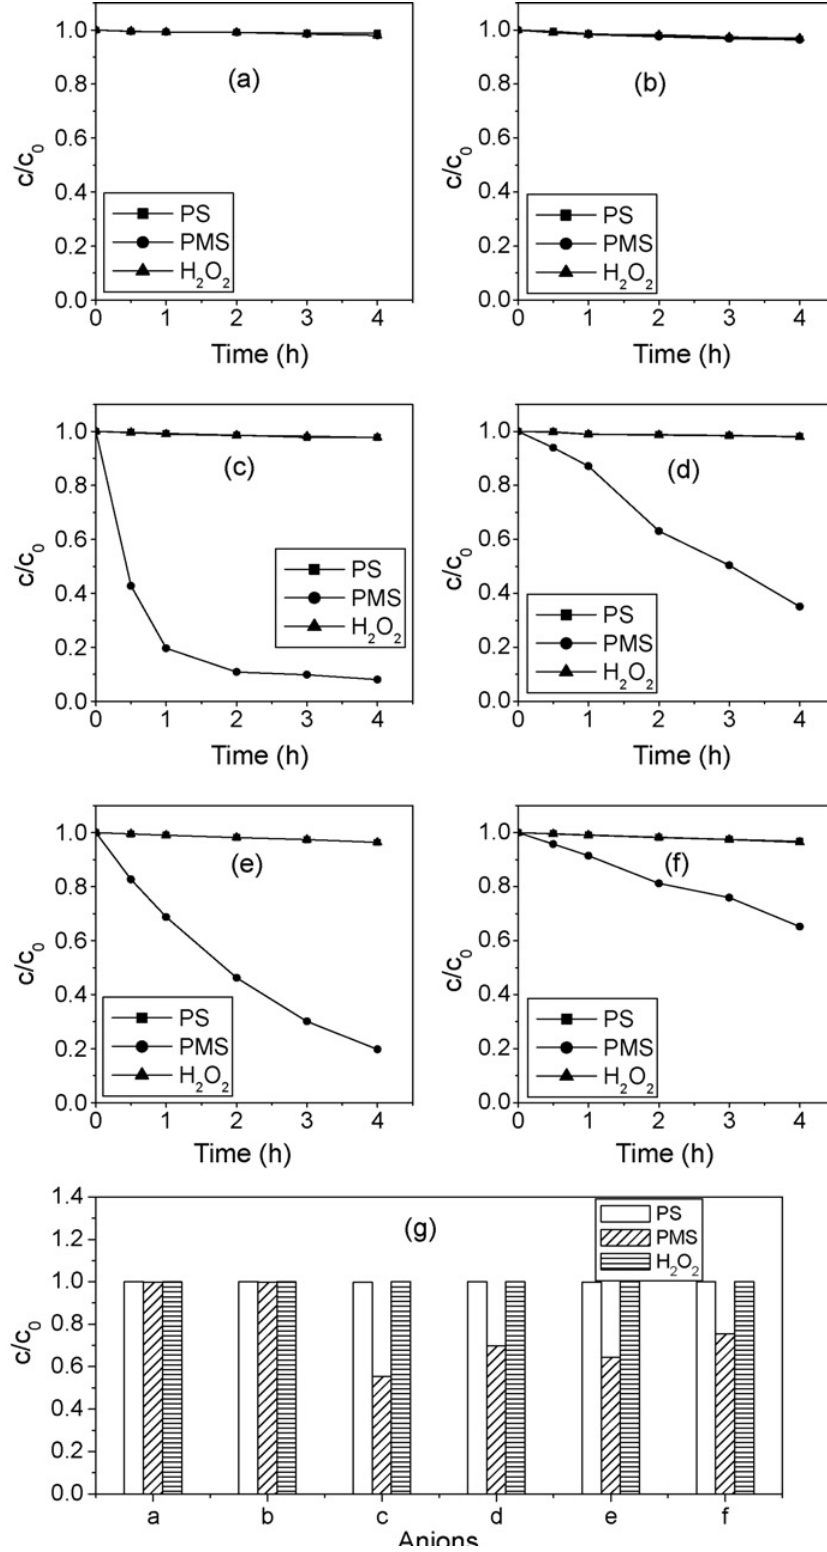 1.0
0.8
0.6
0.4
0.2
0.0
c/c0
(a)
PS
PMS
H2O2
0 1 2 3 4
Time (h)
1.0
0.8
0.6
0.4
0.2
0.0
c/c0
(b)
PS
PMS
H2O2
0 1 2 3 4
Time (h)
1.0
0.8
0.6
0.4
0.2
0.0
c/c0
(c)
PS
PMS
H2O2
0 1 2 3 4
Time (h)
1.0
0.8
0.6
0.4
0.2
0.0
c/c0
(d)
PS
PMS
H2O2
0 1 2 3 4
Time (h)
1.0
0.8
0.6
0.4
0.2
0.0
c/c0
(e)
PS
PMS
H2O2
0 1 2 3 4
Time (h)
1.0
0.8
0.6
0.4
0.2
0.0
c/c0
(f)
PS
PMS
H2O2
0 1 2 3 4
Time (h)
1.4
1.2
1.0
0.8
0.6
0.4
0.2
0.0
c/c0
(g)
PS
PMS
H2O2
a b c d e f
Anions